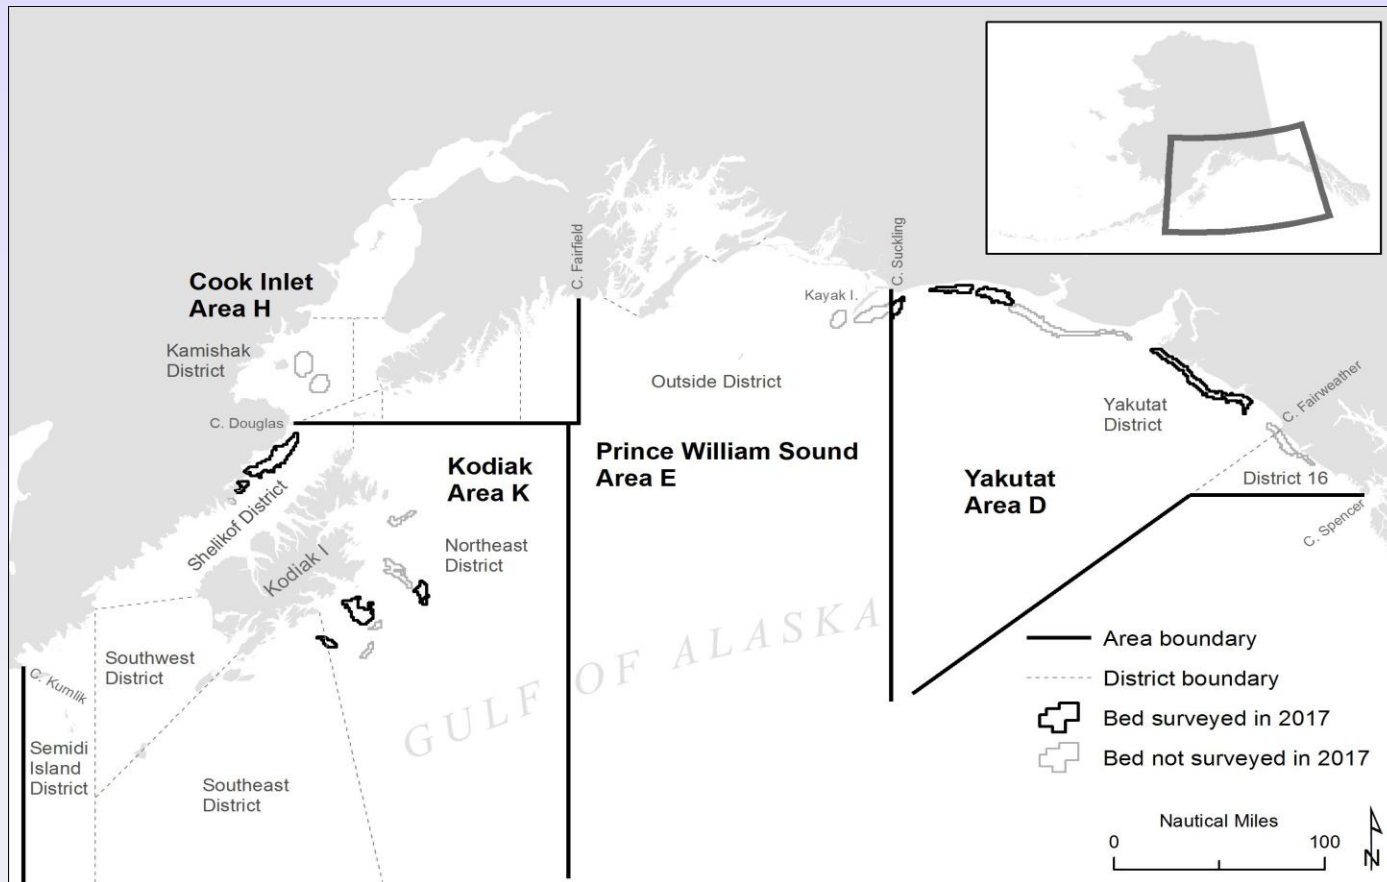 Cook Inlet
Area H
Kamishak
District
C. Douglas
C. Fairfield
Kayak I.
C. Suckling
Outside District
Yakutat
District
C. Fairweather
District 16
C. Spencer
Kodiak
Area K
Prince William Sound
Area E
Yakutat
Area D
Shelikof District
Kodiak I
Northeast
District
Southwest
District
C. Kumlik
Semidi
Island
District
Southeast
District
GULF OF ALASKA
Area boundary
District boundary
Bed surveyed in 2017
Bed not surveyed in 2017
Nautical Miles
0 100
N